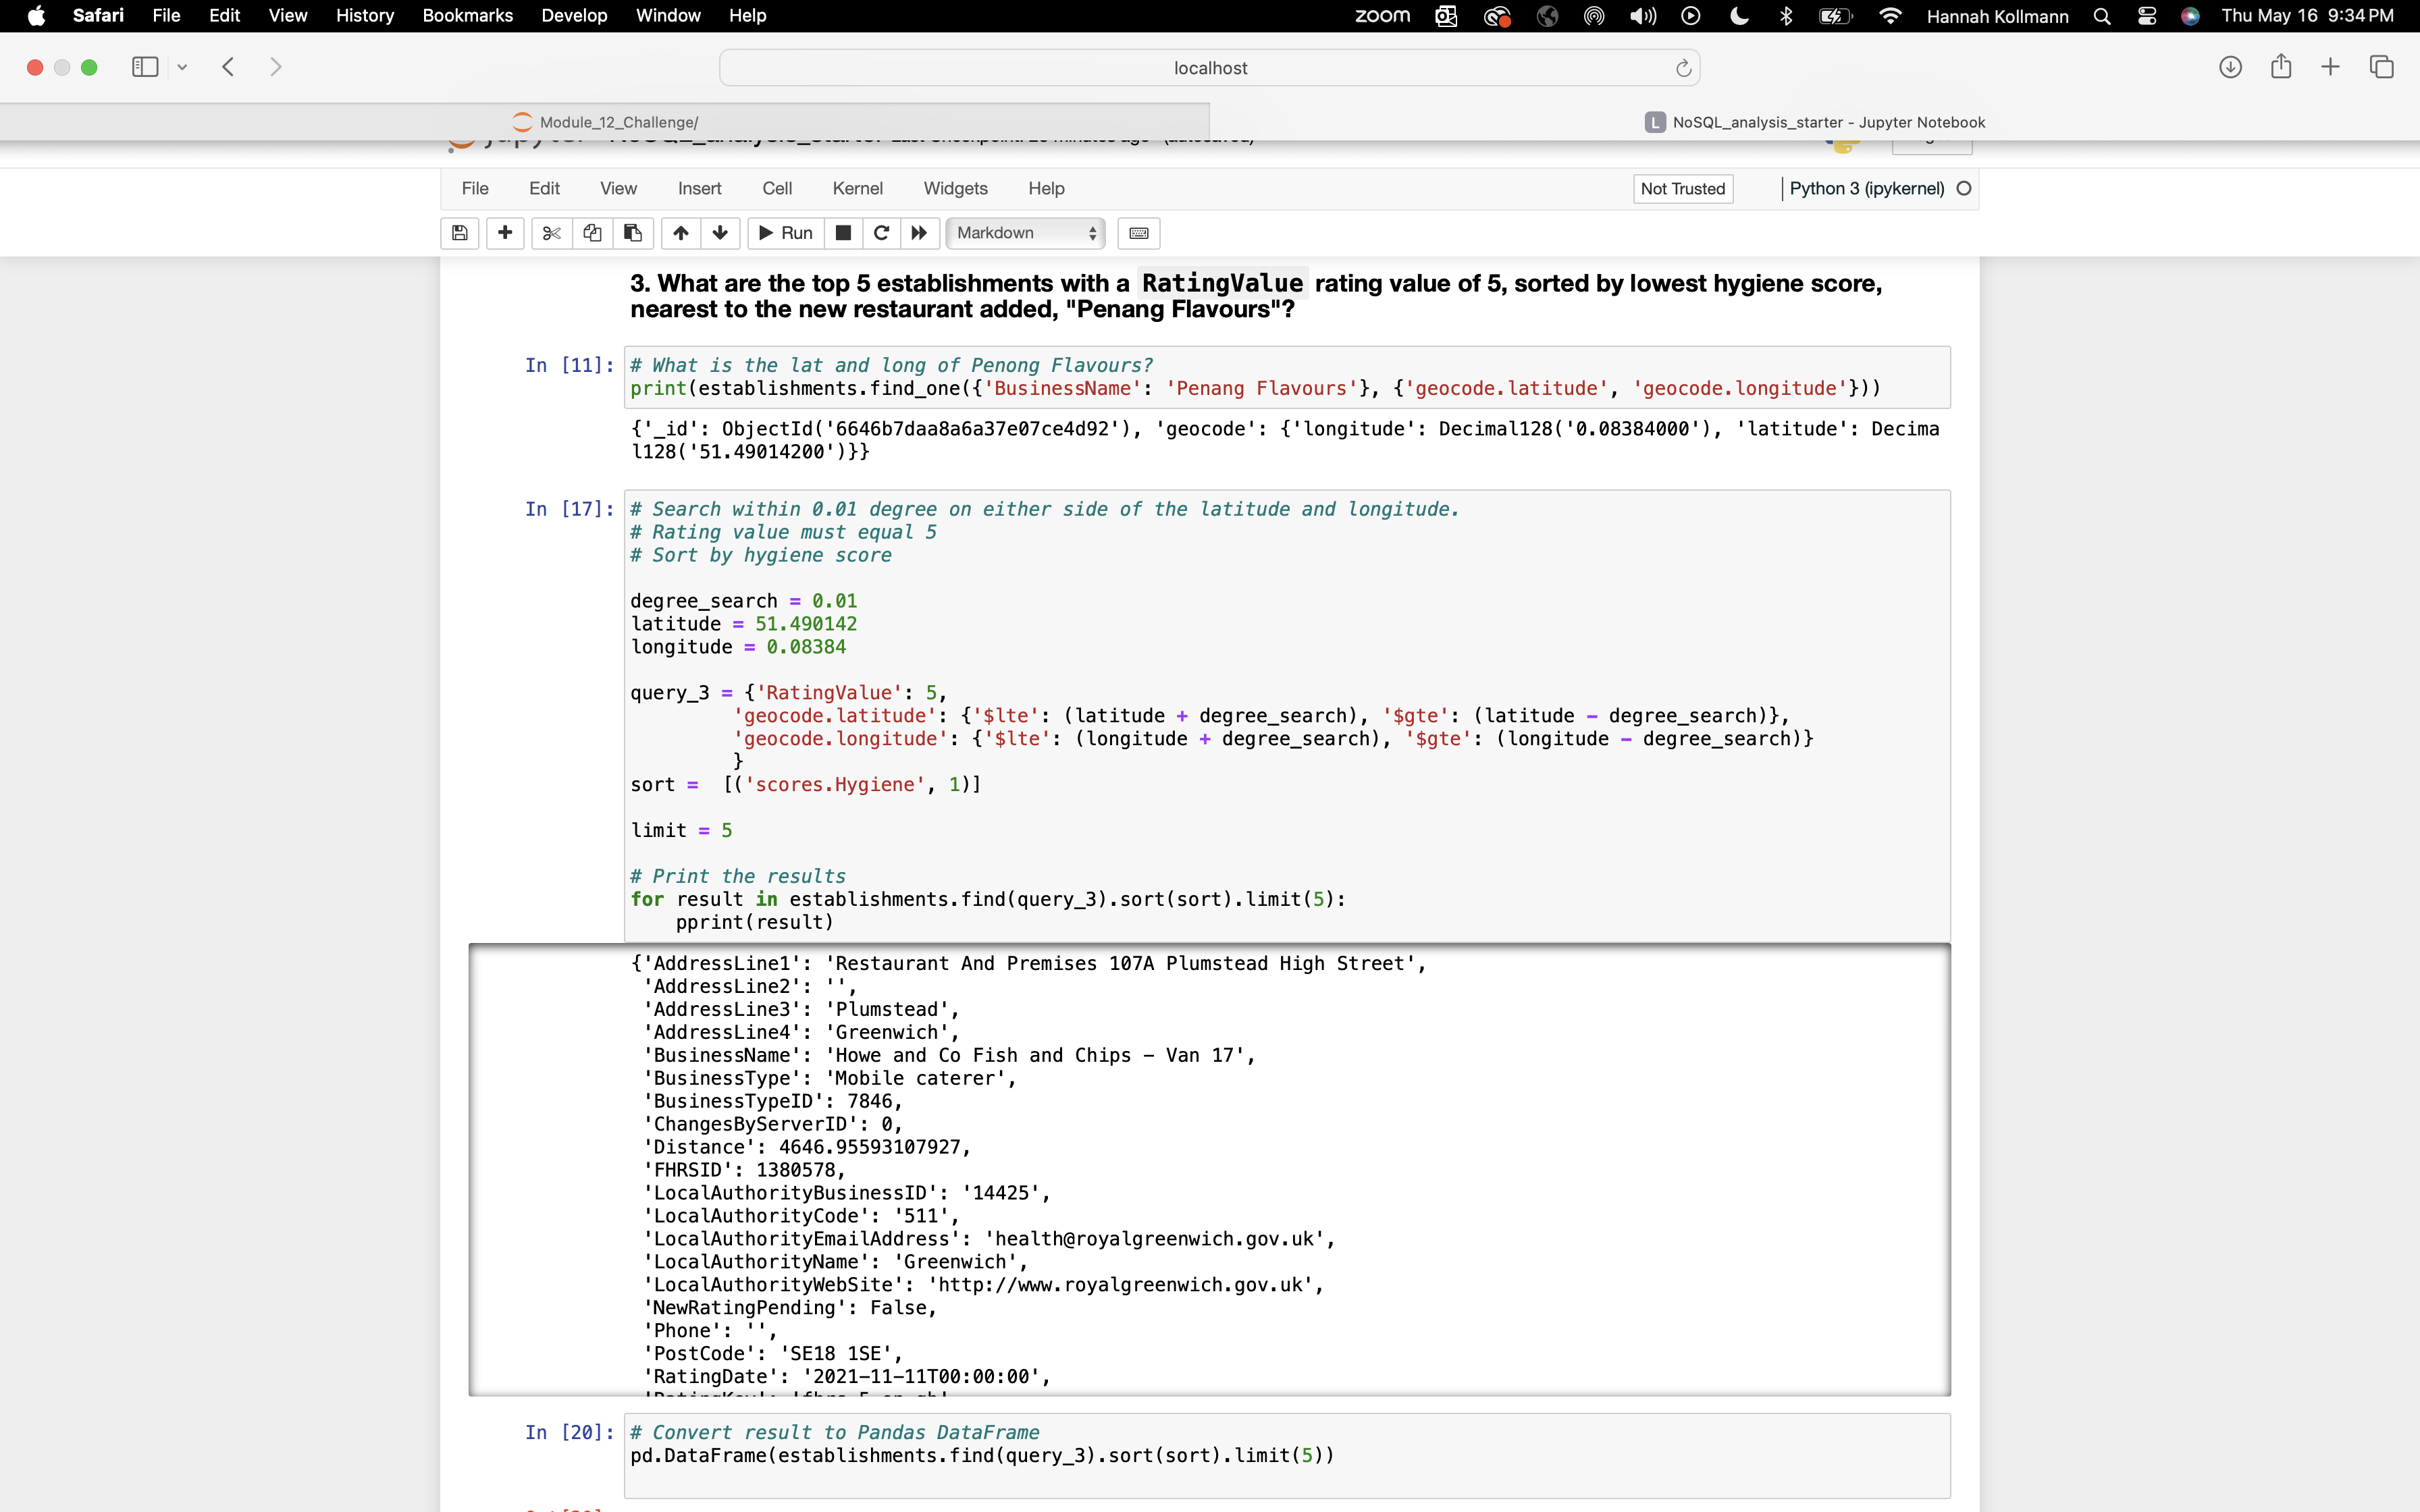 Safari File Edit View History Bookmarks Develop Window Help zoom Hannah Kollmann Thu May 16 9:34 PM
localhost
Module_12_Challenge/ L NoSQL_analysis_starter - Jupyter Notebook
File Edit View Insert Cell Kernel Widgets Help Not Trusted Python 3 (ipykernel)
Run Markdown
3. What are the top 5 establishments with a RatingValue rating value of 5, sorted by lowest hygiene score,
nearest to the new restaurant added, "Penang Flavours"?
In [11]: # What is the lat and long of Penong Flavours?
print(establishments.find_one({'BusinessName': 'Penang Flavours'}, {'geocode.latitude', 'geocode.longitude'}))
{'_id': ObjectId('6646b7daa8a6a37e07ce4d92'), 'geocode': {'longitude': Decimal128('0.08384000'), 'latitude': Decima
l128('51.49014200')}}
In [17]: # Search within 0.01 degree on either side of the latitude and longitude.
# Rating value must equal 5
# Sort by hygiene score
degree_search = 0.01
latitude = 51.490142
longitude = 0.08384
query_3 = {'RatingValue': 5,
'geocode.latitude': {'$lte': (latitude + degree_search), '$gte': (latitude - degree_search)},
'geocode.longitude': {'$lte': (longitude + degree_search), '$gte': (longitude - degree_search)}
}
sort =  [('scores.Hygiene', 1)]
limit = 5
# Print the results
for result in establishments.find(query_3).sort(sort).limit(5):
pprint(result)
{'AddressLine1': 'Restaurant And Premises 107A Plumstead High Street',
'AddressLine2': '',
'AddressLine3': 'Plumstead',
'AddressLine4': 'Greenwich',
'BusinessName': 'Howe and Co Fish and Chips - Van 17',
'BusinessType': 'Mobile caterer',
'BusinessTypeID': 7846,
'ChangesByServerID': 0,
'Distance': 4646.95593107927,
'FHRSID': 1380578,
'LocalAuthorityBusinessID': '14425',
'LocalAuthorityCode': '511',
'LocalAuthorityEmailAddress': 'health@royalgreenwich.gov.uk',
'LocalAuthorityName': 'Greenwich',
'LocalAuthorityWebSite': 'http://www.royalgreenwich.gov.uk',
'NewRatingPending': False,
'Phone': '',
'PostCode': 'SE18 1SE',
'RatingDate': '2021-11-11T00:00:00',
In [20]: # Convert result to Pandas DataFrame
pd.DataFrame(establishments.find(query_3).sort(sort).limit(5))